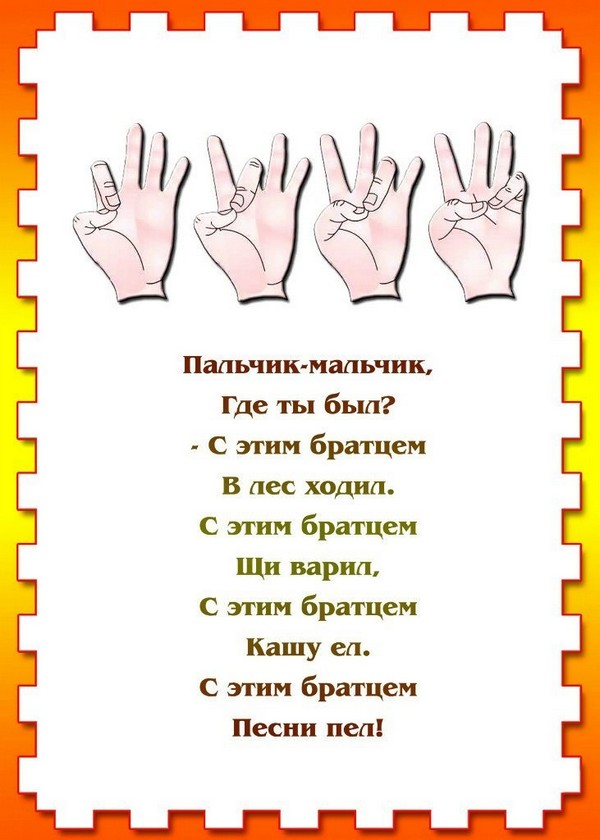 Пальчик-мальчик,
Где ты был?
- С этим братцем
В лес ходил.
С этим братцем
Щи варил,
С этим братцем
Кашу ел.
С этим братцем
Песни пел!